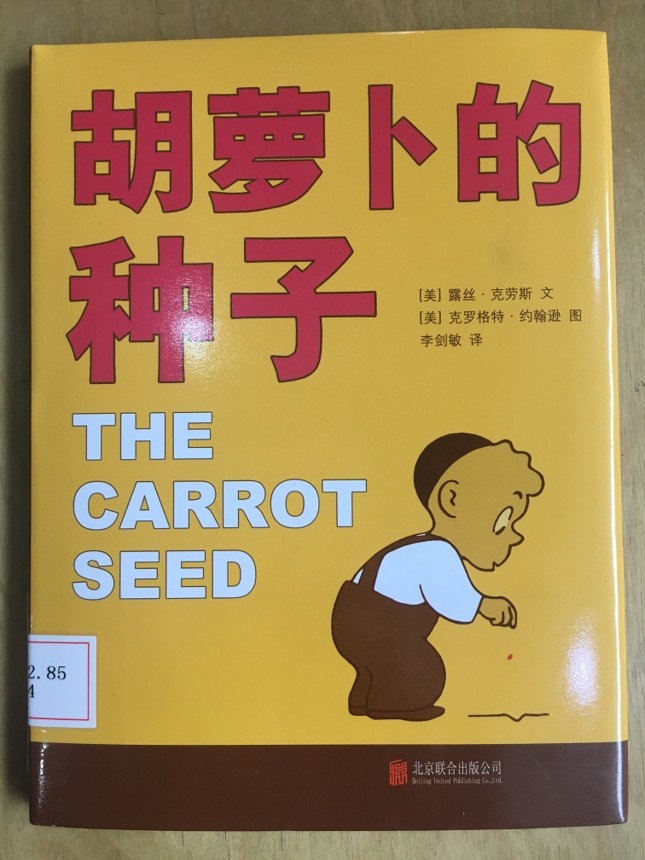 胡萝卜的
种子
[美] 露丝·克劳斯 文
[美] 克罗格特·约翰逊 图
李剑敏 译
THE
CARROT
SEED
2.85
4
北京联合出版公司
Beijing United Publishing Co.,Ltd.